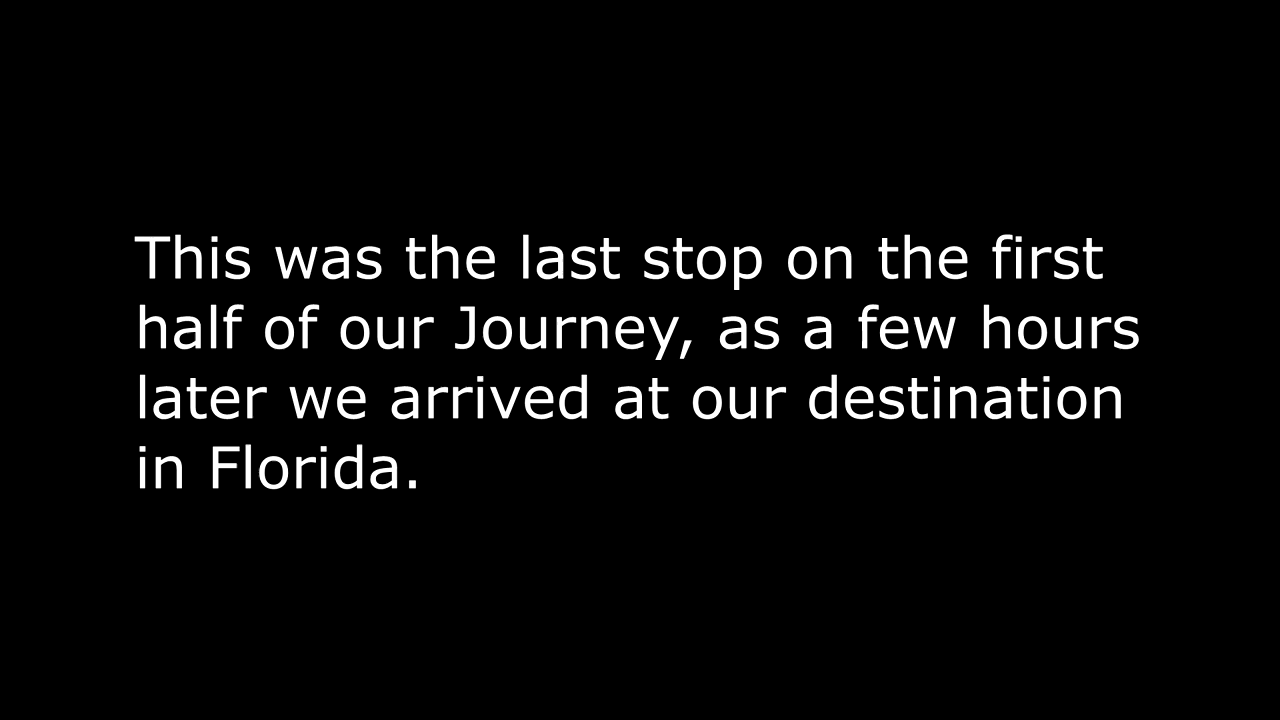 This was the last stop on the first
half of our Journey, as a few hours
later we arrived at our destination
in Florida.